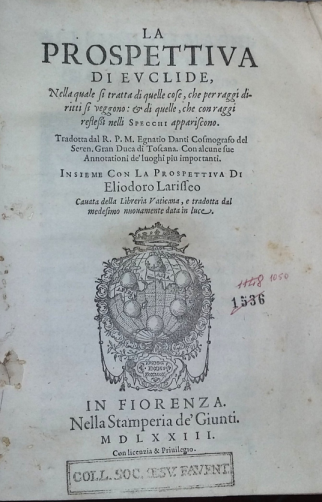 LA
PROSPETTIVA
DI EVCLIDE,
Nella quale si tratta di quelle cose, che per raggi di-
ritti si veggono: & di quelle, che con raggi
reflessi nelli SPECCHI appariscono.
Tradotta dal R. P. M. Egnatio Danti Cosmografo del
Seren. Gran Duca di Toscana. Con alcune sue
Annotationi de' luoghi piu importanti.
INSIEME CON LA PROSPETTIVA DI
Eliodoro Larisseo
Cauata della Libreria Vaticana, e tradotta dal
medesimo nuouamente data in luce.
1148 1050
1536
IN FIORENZA.
Nella Stamperia de' Giunti.
MDLXXIII.
Con licenzia & Priuilegio.
COLL. SOC. IESV FAVENT.